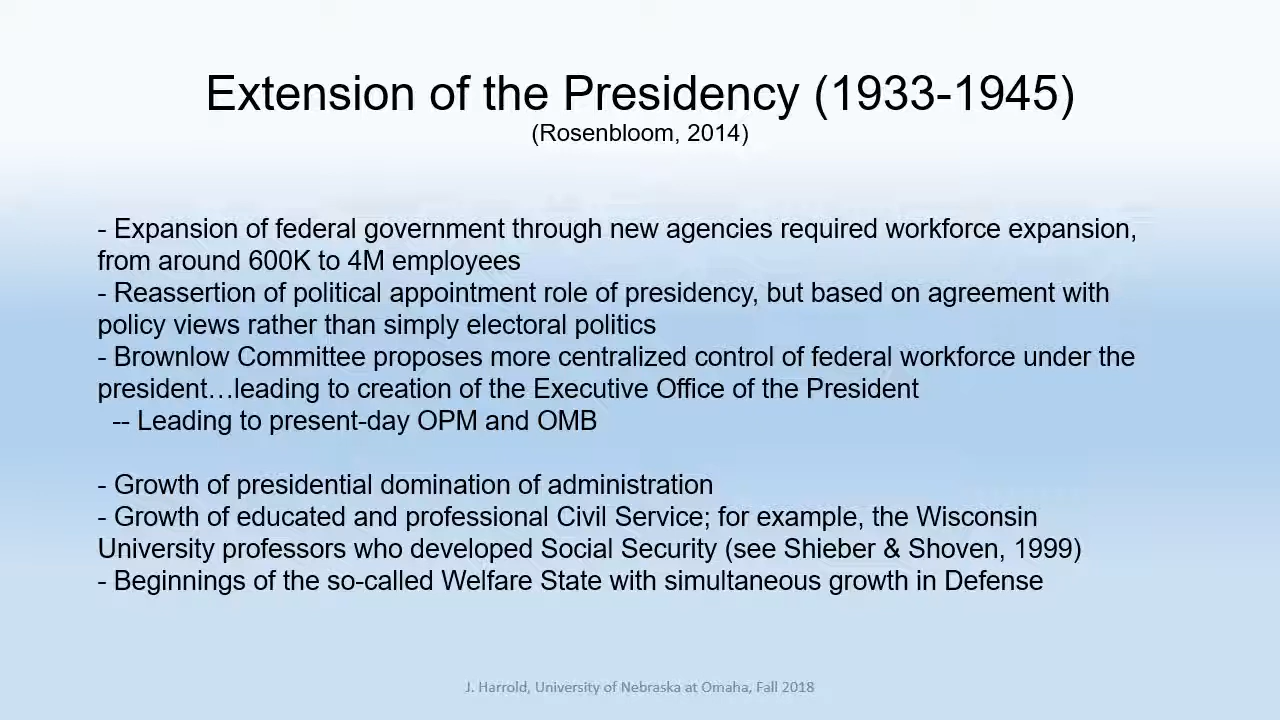 Extension of the Presidency (1933-1945)
(Rosenbloom, 2014)
- Expansion of federal government through new agencies required workforce expansion,
from around 600K to 4M employees
- Reassertion of political appointment role of presidency, but based on agreement with
policy views rather than simply electoral politics
- Brownlow Committee proposes more centralized control of federal workforce under the
president…leading to creation of the Executive Office of the President
-- Leading to present-day OPM and OMB
- Growth of presidential domination of administration
- Growth of educated and professional Civil Service; for example, the Wisconsin
University professors who developed Social Security (see Shieber & Shoven, 1999)
- Beginnings of the so-called Welfare State with simultaneous growth in Defense
J. Harrold, University of Nebraska at Omaha, Fall 2018